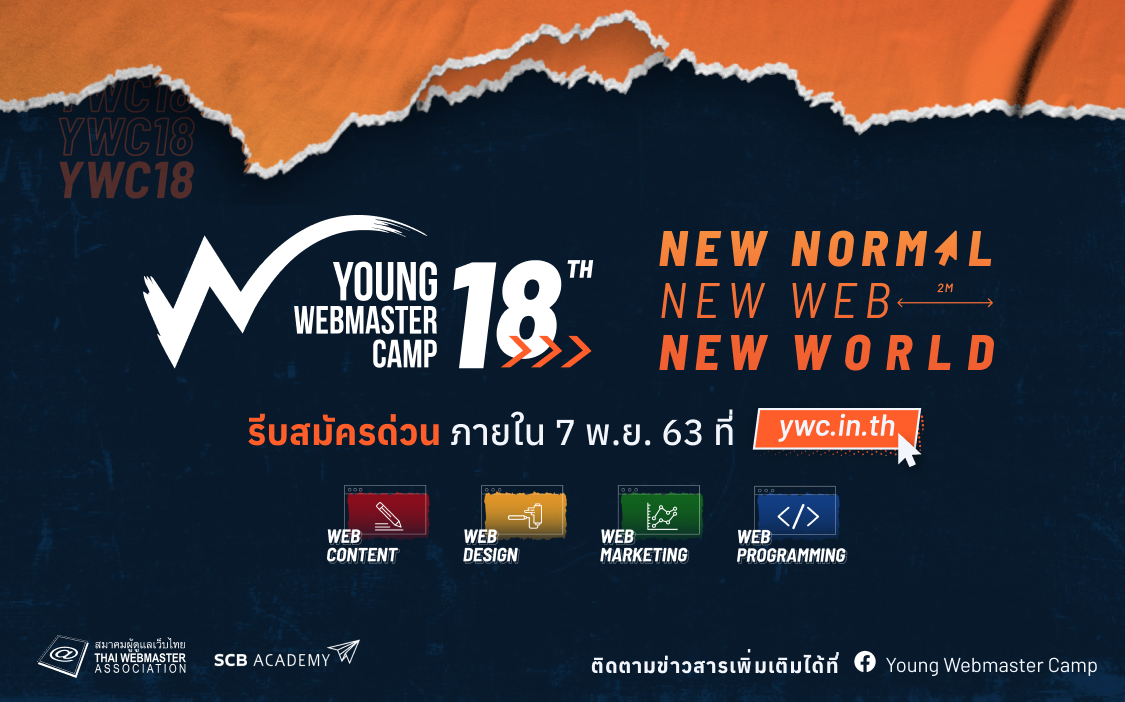 YWC18
YWC18
YWC18
YOUNG
WEBMASTER
CAMP
18TH
NEW NORMAL
NEW WEB 2M
NEW WORLD
รีบสมัครด่วน ภายใน 7 พ.ย. 63 ที่ ywc.in.th
WEB
CONTENT
WEB
DESIGN
WEB
MARKETING
WEB
PROGRAMMING
สมาคมผู้ดูแลเว็บไทย
THAI WEBMASTER
ASSOCIATION
SCB ACADEMY
ติดตามข่าวสารเพิ่มเติมได้ที่ Young Webmaster Camp